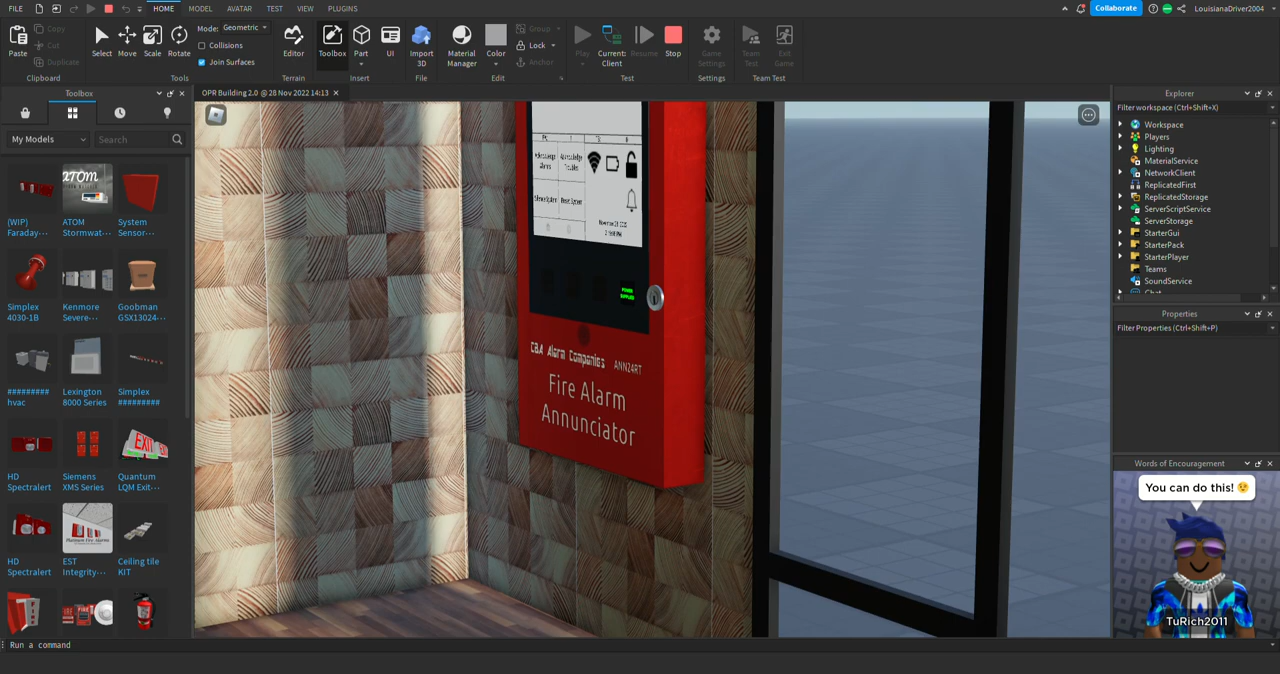 FILE HOME MODEL AVATAR TEST VIEW PLUGINS
Collaborate LouisianaDriver2004
Paste Copy Cut Duplicate
Select Move Scale Rotate
Mode: Geometric
Collisions
Join Surfaces
Editor Toolbox Part UI Import 3D
Material Manager Color Group Lock Anchor
Play Current: Client Resume Stop Game Settings Team Test Exit Game
Clipboard Tools Terrain Insert File Edit Test Settings Team Test
Toolbox
My Models Search
(WIP) Faraday-···
ATOM Stormwat···
System Sensor-···
Simplex 4030-1B
Kenmore Severe-···
Goobman GSX13024-···
######### hvac
Lexington 8000 Series
Simplex #########
HD Spectralert
Siemens XMS Series
Quantum LQM Exit-···
HD Spectralert
EST Integrity-···
Ceiling tile KIT
OPR Building 2.0 @ 28 Nov 2022 14:13
POWER SUPPLIED
CBA Alarm Companies ANN24RT
Fire Alarm
Annunciator
Explorer
Filter workspace (Ctrl+Shift+X)
Workspace
Players
Lighting
MaterialService
NetworkClient
ReplicatedFirst
ReplicatedStorage
ServerScriptService
ServerStorage
StarterGui
StarterPack
StarterPlayer
Teams
SoundService
Properties
Filter Properties (Ctrl+Shift+P)
Words of Encouragement
You can do this! 😉
TuRich2011
Run a command